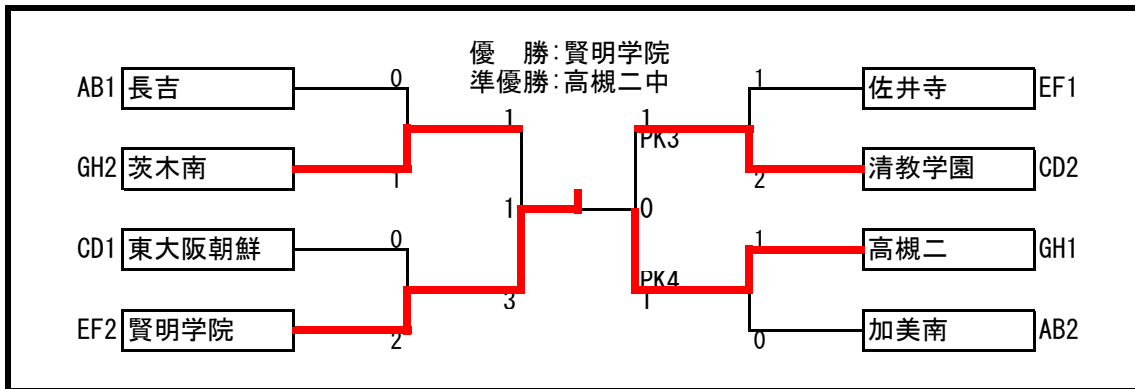 優　勝:賢明学院
準優勝:高槻二中
AB1 長吉 0
1
1
1 佐井寺 EF1
PK3
GH2 茨木南 1
2 清教学園 CD2
1
0
CD1 東大阪朝鮮 0
1 高槻二 GH1
3
PK4
1
EF2 賢明学院 2
0 加美南 AB2